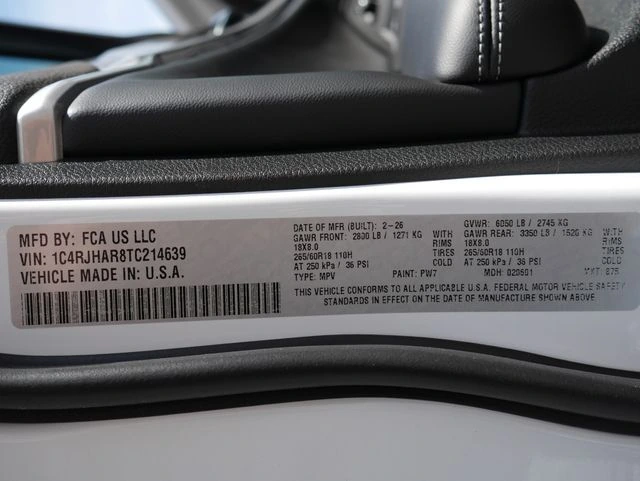 MFD BY: FCA US LLC
VIN: 1C4RJHAR8TC214639
VEHICLE MADE IN U.S.A.
DATE OF MFR (BUILT): 2-26
GAWR FRONT: 2800 LB / 1271 KG WITH
18X8.0 RIMS
265/60R18 110H TIRES
AT 250 kPa / 36 PSI COLD
TYPE: MPV PAINT: PW7
GVWR: 6050 LB / 2745 KG
GAWR REAR: 3350 LB / 1520 KG WITH
18X8.0 RIMS
265/60R18 110H TIRES
AT 250 kPa / 36 PSI COLD
MDH: 020501 MKT: 875
THIS VEHICLE CONFORMS TO ALL APPLICABLE U.S.A. FEDERAL MOTOR VEHICLE SAFETY
STANDARDS IN EFFECT ON THE DATE OF MANUFACTURE SHOWN ABOVE.